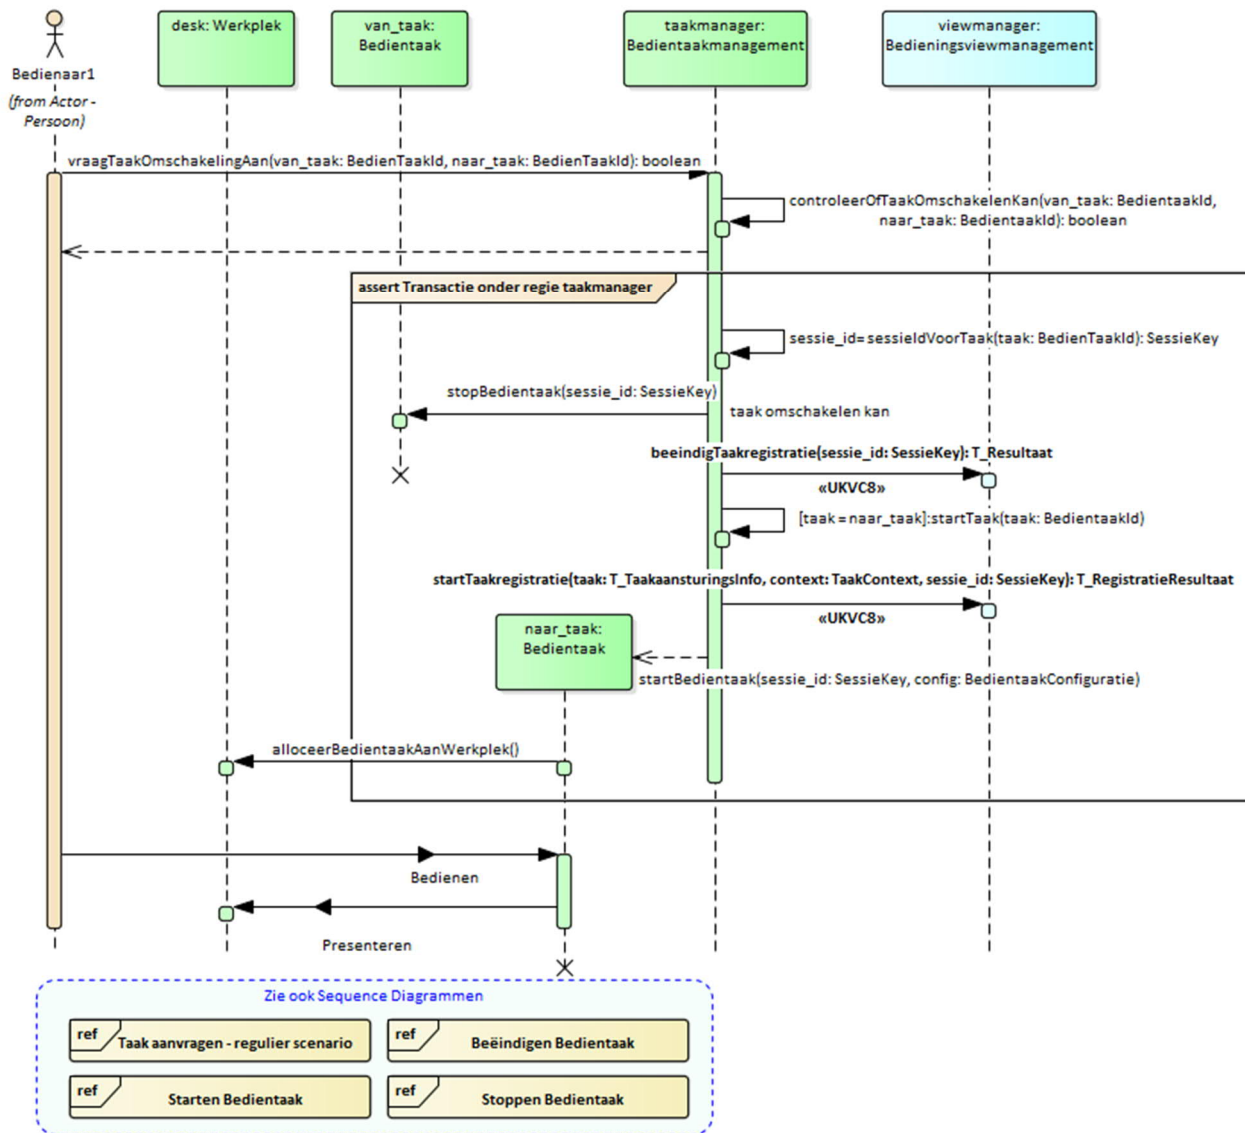 desk: Werkplek
van_taak:
Bedientaak
taakmanager:
Bedientaakmanagement
viewmanager:
Bedieningsviewmanagement
Bedienaar1
(from Actor -
Persoon)
vraagTaakOmschakelingAan(van_taak: BedienTaakId, naar_taak: BedienTaakId): boolean
controleerOfTaakOmschakelenKan(van_taak: BedientaakId,
naar_taak: BedientaakId): boolean
assert Transactie onder regie taakmanager
sessie_id= sessieIdVoorTaak(taak: BedienTaakId): SessieKey
stopBedientaak(sessie_id: SessieKey)
taak omschakelen kan
beeindigTaakregistratie(sessie_id: SessieKey): T_Resultaat
«UKVC8»
[taak = naar_taak]:startTaak(taak: BedientaakId)
startTaakregistratie(taak: T_TaakaansturingsInfo, context: TaakContext, sessie_id: SessieKey): T_RegistratieResultaat
«UKVC8»
naar_taak:
Bedientaak
startBedientaak(sessie_id: SessieKey, config: BedientaakConfiguratie)
alloceerBedientaakAanWerkplek()
Bedienen
Presenteren
Zie ook Sequence Diagrammen
ref
Taak aanvragen - regulier scenario
ref
Beëindigen Bedientaak
ref
Starten Bedientaak
ref
Stoppen Bedientaak